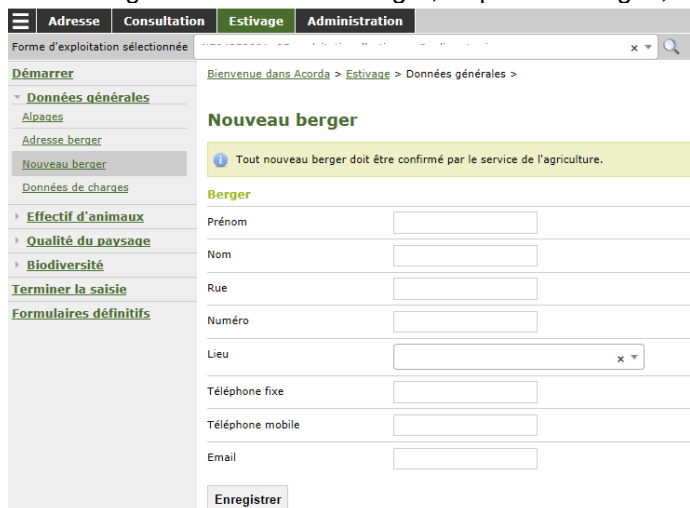 Adresse Consultation Estivage Administration
Forme d'exploitation sélectionnée
Démarrer
Données générales
Alpages
Adresse berger
Nouveau berger
Données de charges
Effectif d'animaux
Qualité du paysage
Biodiversité
Terminer la saisie
Formulaires définitifs
Bienvenue dans Acorda > Estivage > Données générales >
Nouveau berger
Tout nouveau berger doit être confirmé par le service de l'agriculture.
Berger
Prénom
Nom
Rue
Numéro
Lieu
Téléphone fixe
Téléphone mobile
Email
Enregistrer